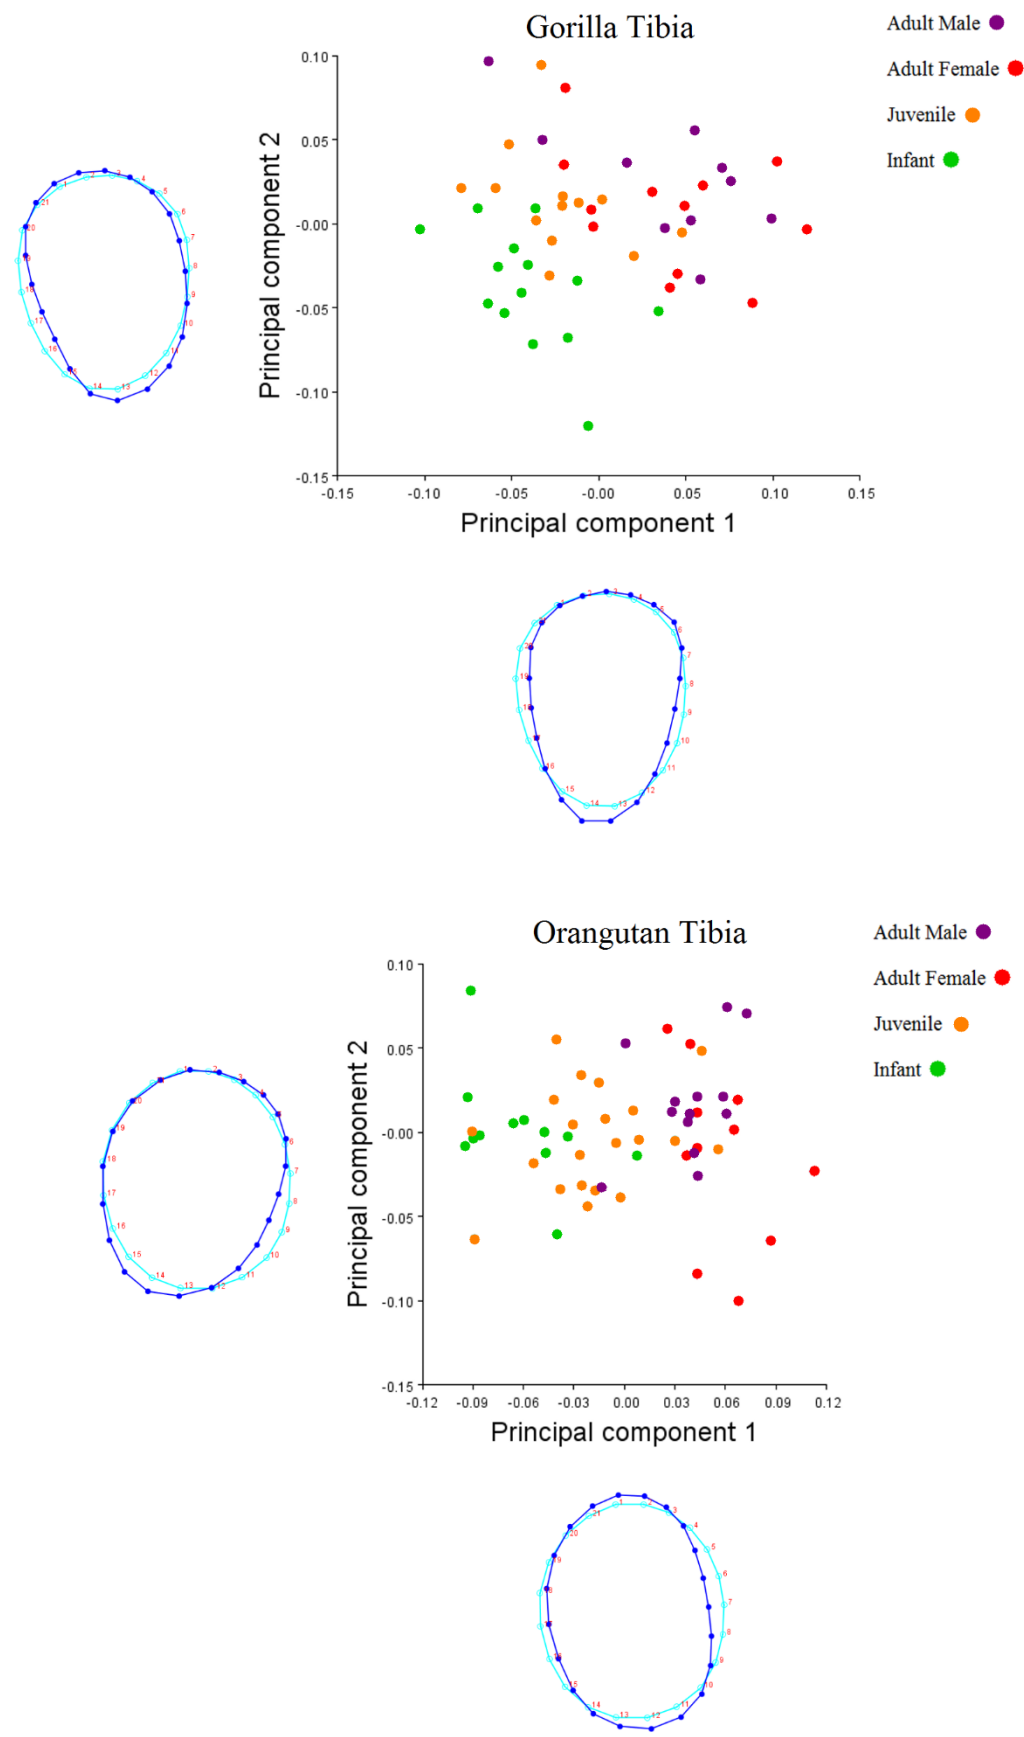 Gorilla Tibia
Adult Male
Adult Female
Juvenile
Infant
Principal component 2
0.10
0.05
-0.00
-0.05
-0.10
-0.15
-0.15 -0.10 -0.05 -0.00 0.05 0.10 0.15
Principal component 1
Orangutan Tibia
Adult Male
Adult Female
Juvenile
Infant
Principal component 2
0.10
0.05
-0.00
-0.05
-0.10
-0.15
-0.12 -0.09 -0.06 -0.03 0.00 0.03 0.06 0.09 0.12
Principal component 1